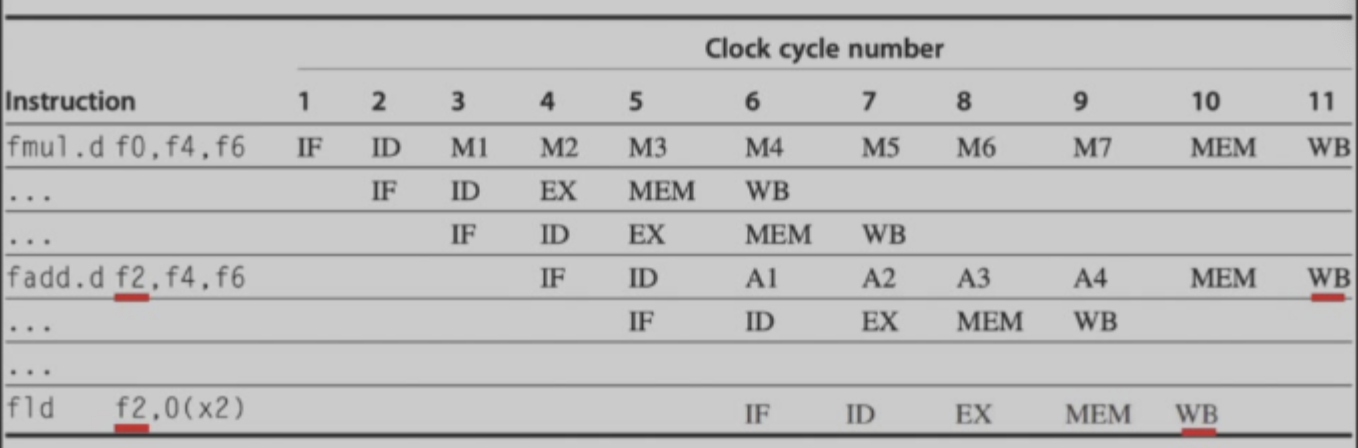 Clock cycle number
Instruction 1 2 3 4 5 6 7 8 9 10 11
fmul.d f0,f4,f6 IF ID M1 M2 M3 M4 M5 M6 M7 MEM WB
... IF ID EX MEM WB
... IF ID EX MEM WB
fadd.d f2,f4,f6 IF ID A1 A2 A3 A4 MEM WB
... IF ID EX MEM WB
...
fld f2,0(x2) IF ID EX MEM WB